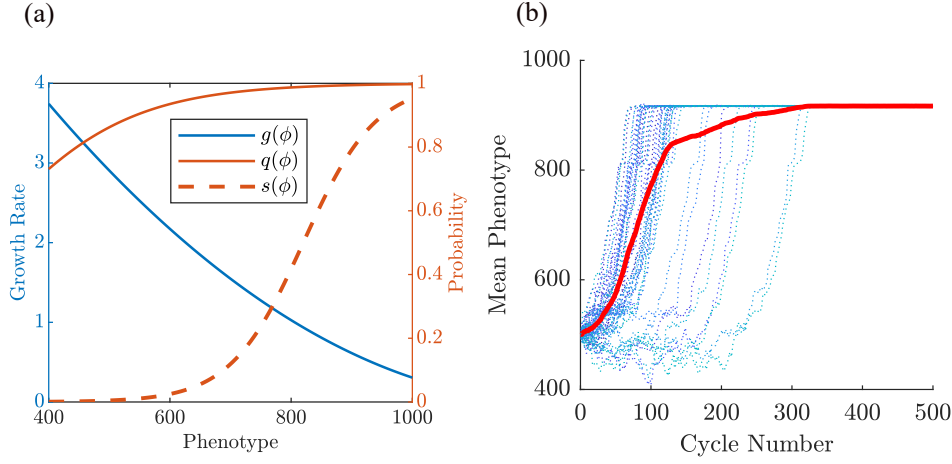 (a)
4
3
2
1
0
Growth Rate
400
600
800
1000
Phenotype
1
0.8
0.6
0.4
0.2
0
Probability
g(ϕ)
q(ϕ)
s(ϕ)
(b)
1000
800
600
400
Mean Phenotype
0
100
200
300
400
500
Cycle Number